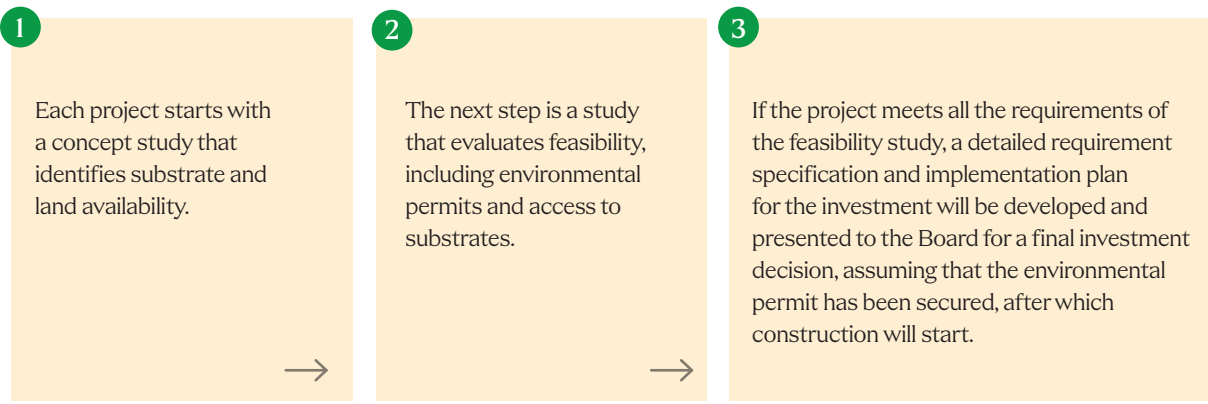 1
Each project starts with
a concept study that
identifies substrate and
land availability.
2
The next step is a study
that evaluates feasibility,
including environmental
permits and access to
substrates.
3
If the project meets all the requirements of
the feasibility study, a detailed requirement
specification and implementation plan
for the investment will be developed and
presented to the Board for a final investment
decision, assuming that the environmental
permit has been secured, after which
construction will start.